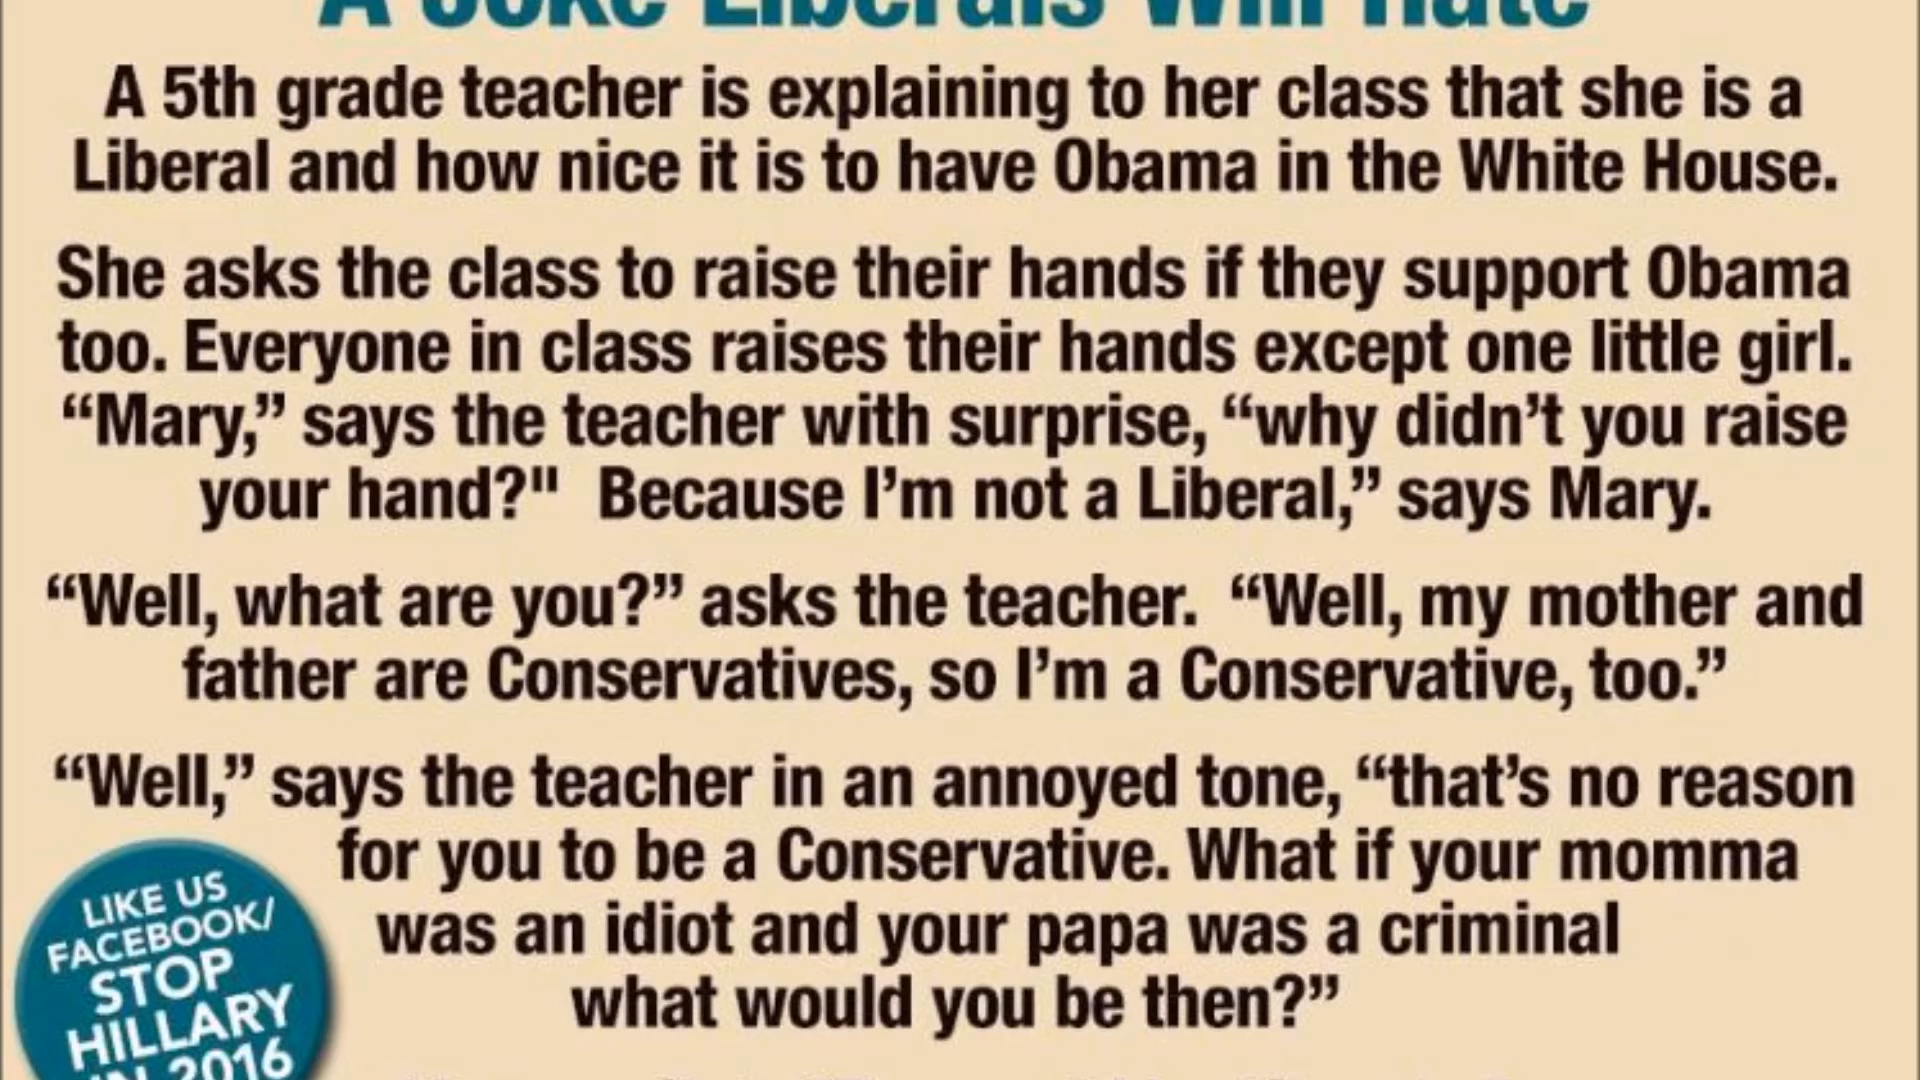 A Joke Liberals Will Hate
A 5th grade teacher is explaining to her class that she is a
Liberal and how nice it is to have Obama in the White House.
She asks the class to raise their hands if they support Obama
too. Everyone in class raises their hands except one little girl.
“Mary,” says the teacher with surprise, “why didn’t you raise
your hand?"  Because I’m not a Liberal,” says Mary.
“Well, what are you?” asks the teacher.  “Well, my mother and
father are Conservatives, so I’m a Conservative, too.”
“Well,” says the teacher in an annoyed tone, “that’s no reason
for you to be a Conservative. What if your momma
was an idiot and your papa was a criminal
what would you be then?”
LIKE US
FACEBOOK/
STOP
HILLARY
IN 2016